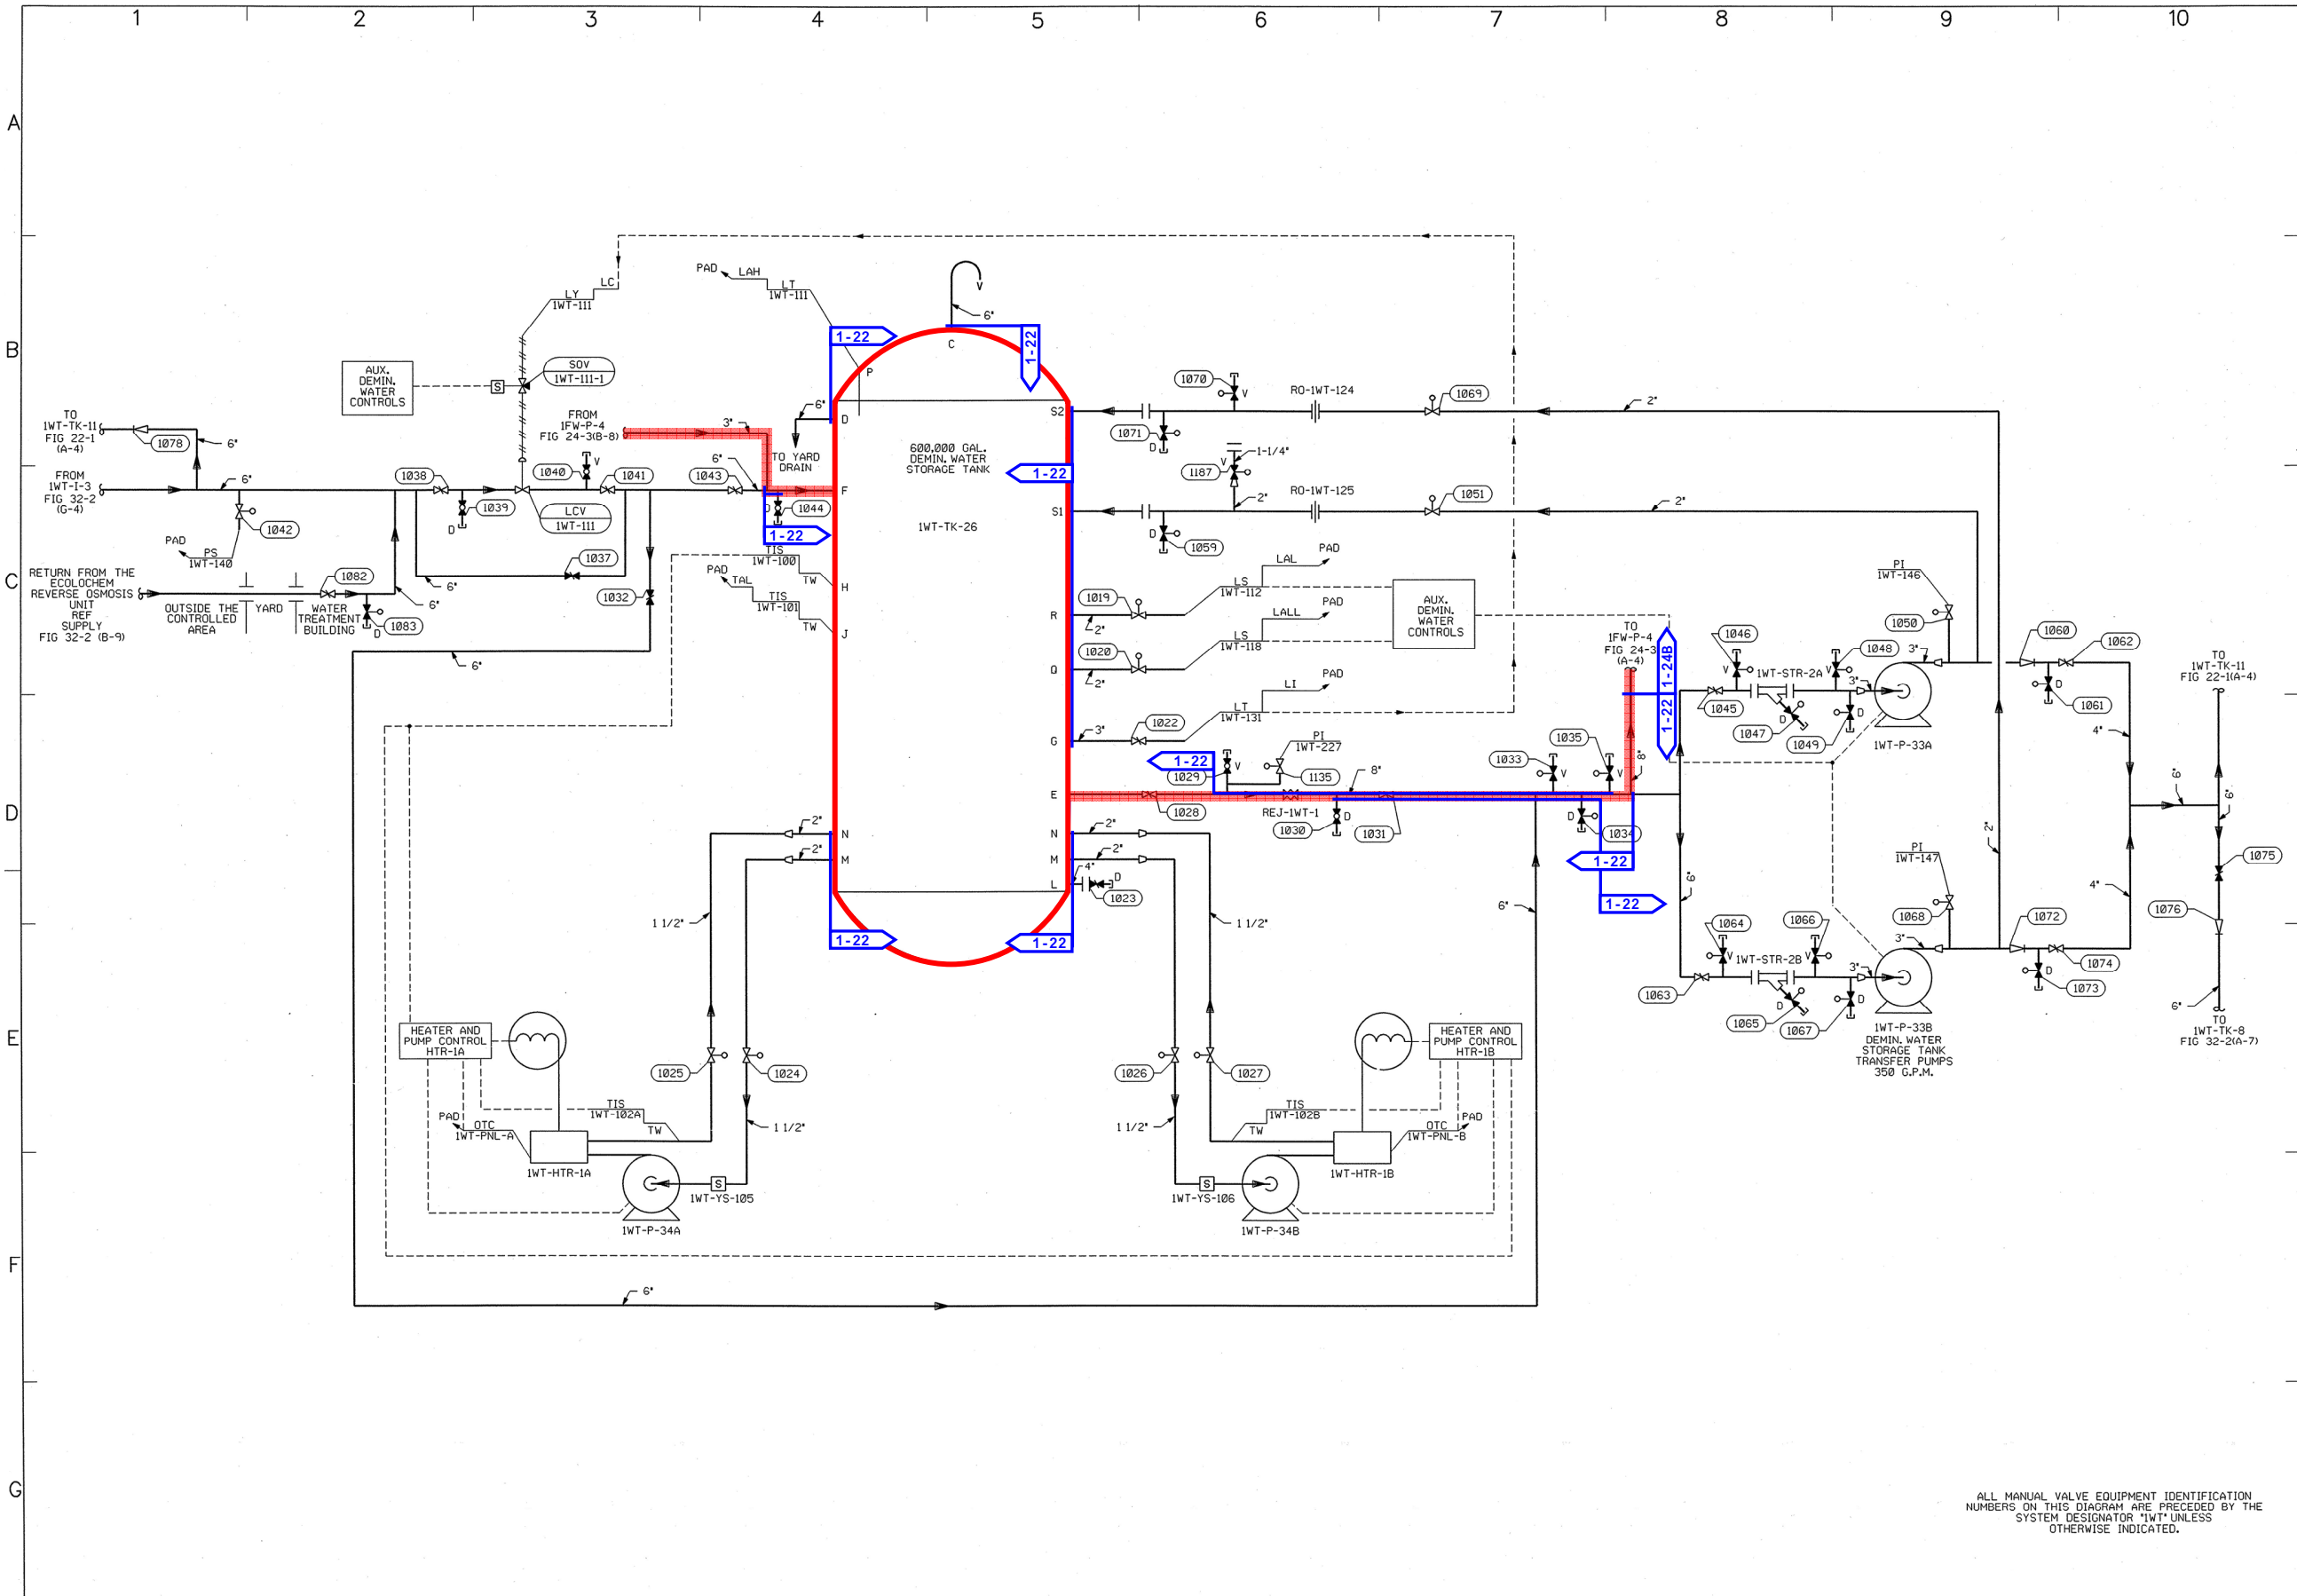 1
2
3
4
5
6
7
8
9
10
A
B
C
D
E
F
G
PAD
LAH
LT
1WT-111
LC
LY
1WT-111
V
6"
1-22
1-22
C
P
SOV
1WT-111-1
S
AUX.
DEMIN.
WATER
CONTROLS
TO
1WT-TK-11
FIG 22-1
(A-4)
1078
6"
FROM
1FW-P-4
FIG 24-3(B-8)
3"
6"
D
TO YARD
DRAIN
600,000 GAL.
DEMIN. WATER
STORAGE TANK
1WT-TK-26
S2
1070
V
RO-1WT-124
1069
2"
1071
D
FROM
1WT-I-3
FIG 32-2
(G-4)
6"
1038
1040
V
1041
6"
1043
F
1-22
1187
V
1-1/4"
2"
RO-1WT-125
1051
2"
S1
1059
D
1042
PAD
PS
1WT-140
1039
D
LCV
1WT-111
D
1044
1-22
TIS
1WT-100
TW
H
PAD
TAL
TIS
1WT-101
TW
J
RETURN FROM THE
ECOLOCHEM
REVERSE OSMOSIS
UNIT
REF
SUPPLY
FIG 32-2 (B-9)
OUTSIDE THE
CONTROLLED
AREA
YARD
WATER
TREATMENT
BUILDING
1082
1083
D
6"
6"
1037
1032
6"
R
2"
1019
LS
1WT-112
LAL
PAD
Q
2"
1020
LS
1WT-118
LALL
PAD
G
3"
1022
LT
1WT-131
LI
PAD
AUX.
DEMIN.
WATER
CONTROLS
TO
1FW-P-4
FIG 24-3
(A-4)
1-24B
1-22
8"
PI
1WT-146
1050
1046
V
1WT-STR-2A
1048
V
3"
3"
1045
D
1047
1049
D
1WT-P-33A
1060
1062
D
1061
TO
1WT-TK-11
FIG 22-1(A-4)
4"
6"
6"
1-22
1029
V
PI
1WT-227
1135
8"
1033
V
1035
V
E
1028
REJ-1WT-1
1030
D
1031
D
1034
1-22
1-22
N
2"
M
2"
N
2"
M
2"
L
4"
D
1023
1-22
1-22
1 1/2"
1 1/2"
6"
6"
2"
PI
1WT-147
1068
4"
1075
1076
1064
V
1WT-STR-2B
1066
V
3"
3"
1063
D
1065
1067
D
1WT-P-33B
DEMIN. WATER
STORAGE TANK
TRANSFER PUMPS
350 G.P.M.
1072
1074
D
1073
6"
TO
1WT-TK-8
FIG 32-2(A-7)
HEATER AND
PUMP CONTROL
HTR-1A
1025
1024
1026
1027
HEATER AND
PUMP CONTROL
HTR-1B
PAD
OTC
1WT-PNL-A
TIS
1WT-102A
TW
1 1/2"
1WT-HTR-1A
S
1WT-YS-105
1WT-P-34A
1 1/2"
TIS
1WT-102B
TW
PAD
OTC
1WT-PNL-B
1WT-HTR-1B
S
1WT-YS-106
1WT-P-34B
6"
ALL MANUAL VALVE EQUIPMENT IDENTIFICATION
NUMBERS ON THIS DIAGRAM ARE PRECEDED BY THE
SYSTEM DESIGNATOR "1WT" UNLESS
OTHERWISE INDICATED.